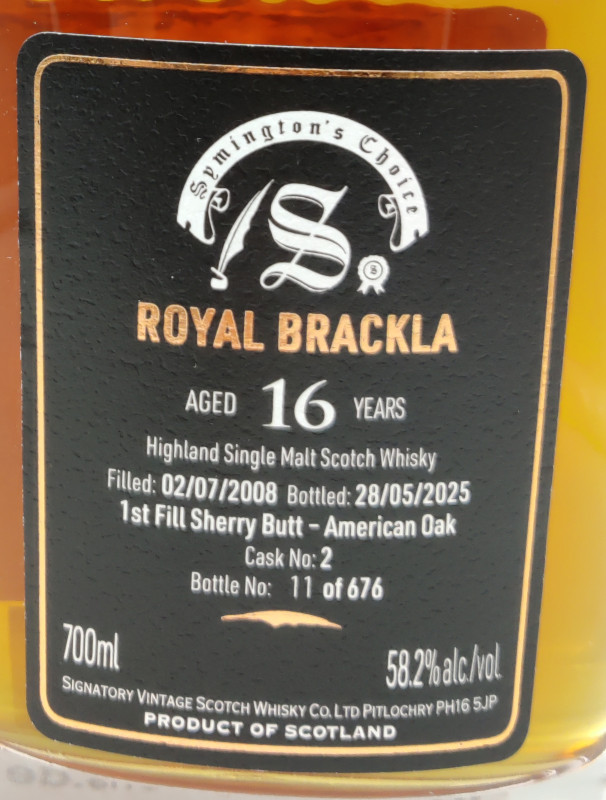 Symington's Choice
S
S
ROYAL BRACKLA
AGED 16 YEARS
Highland Single Malt Scotch Whisky
Filled: 02/07/2008 Bottled: 28/05/2025
1st Fill Sherry Butt – American Oak
Cask No: 2
Bottle No: 11 of 676
700ml
58.2%alc./vol
SIGNATORY VINTAGE SCOTCH WHISKY CO. LTD PITLOCHRY PH16 5JP
PRODUCT OF SCOTLAND